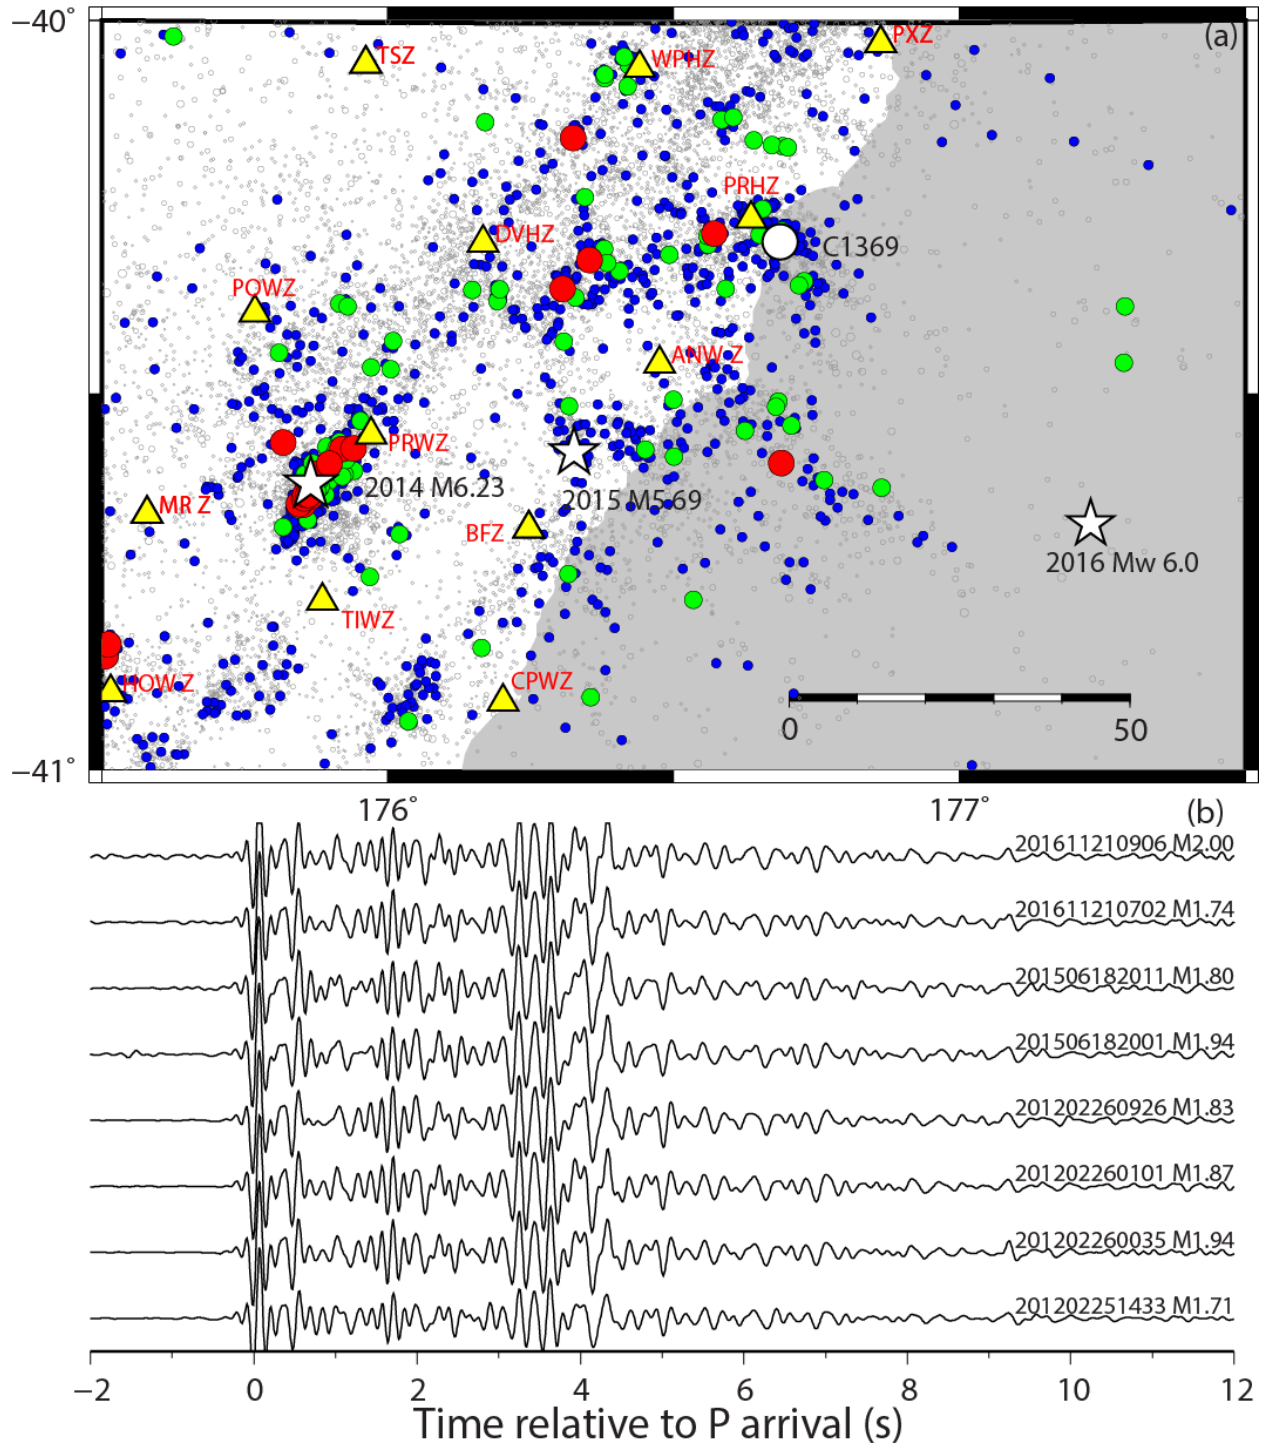 −40°
(a)
PXZ
TSZ
WPHZ
PRHZ
DVHZ
C1369
POWZ
ANWZ
PRWZ
2014 M6.23
2015 M5.69
MR Z
BFZ
2016 Mw 6.0
TIWZ
HOWZ
CPWZ
0
50
−41°
176°
177°
(b)
201611210906 M2.00
201611210702 M1.74
201506182011 M1.80
201506182001 M1.94
201202260926 M1.83
201202260101 M1.87
201202260035 M1.94
201202251433 M1.71
−2 0 2 4 6 8 10 12
Time relative to P arrival (s)